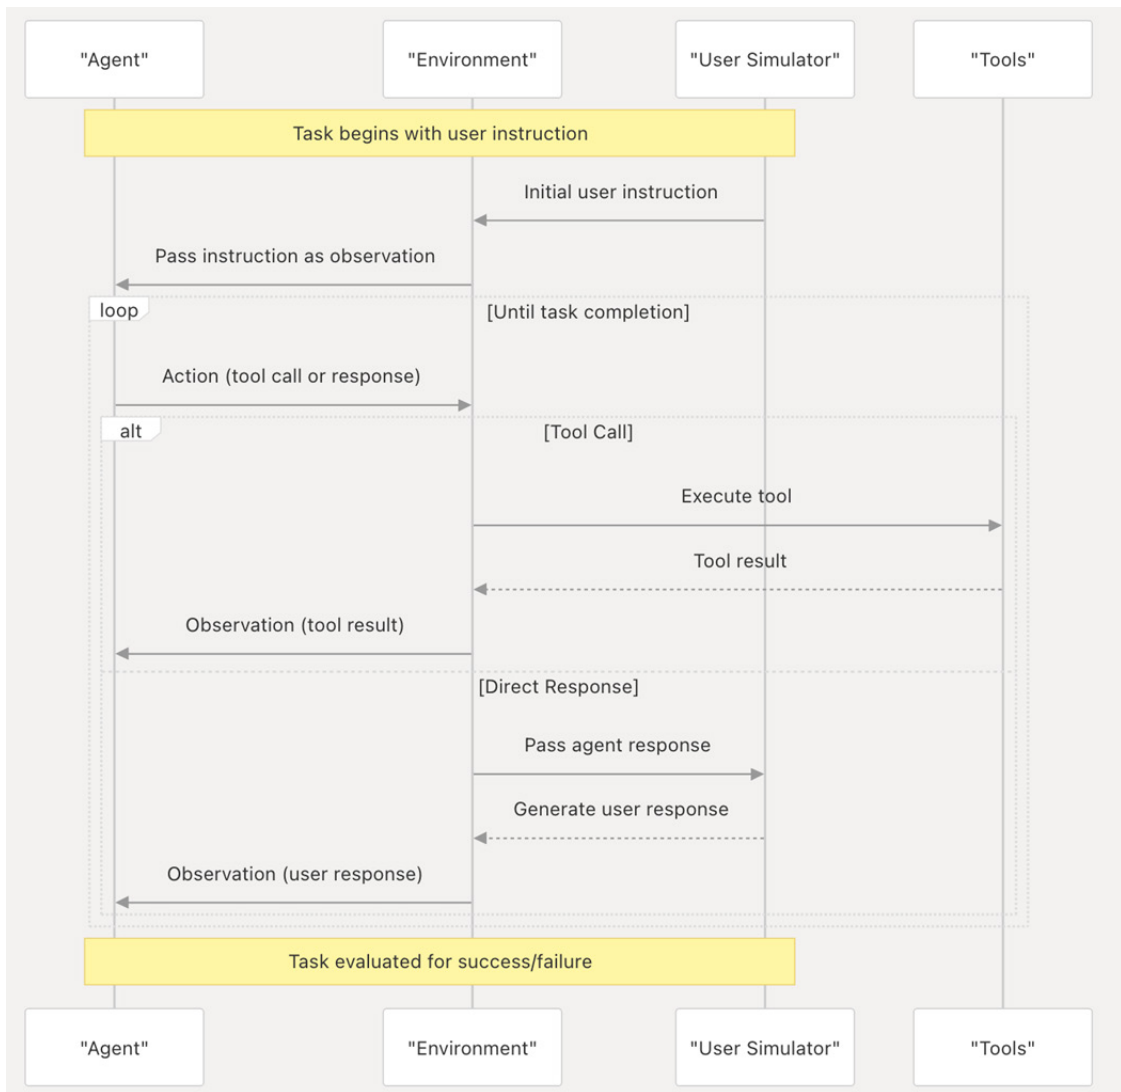 "Agent"
"Environment"
"User Simulator"
"Tools"
Task begins with user instruction
Initial user instruction
Pass instruction as observation
loop
[Until task completion]
Action (tool call or response)
alt
[Tool Call]
Execute tool
Tool result
Observation (tool result)
[Direct Response]
Pass agent response
Generate user response
Observation (user response)
Task evaluated for success/failure
"Agent"
"Environment"
"User Simulator"
"Tools"